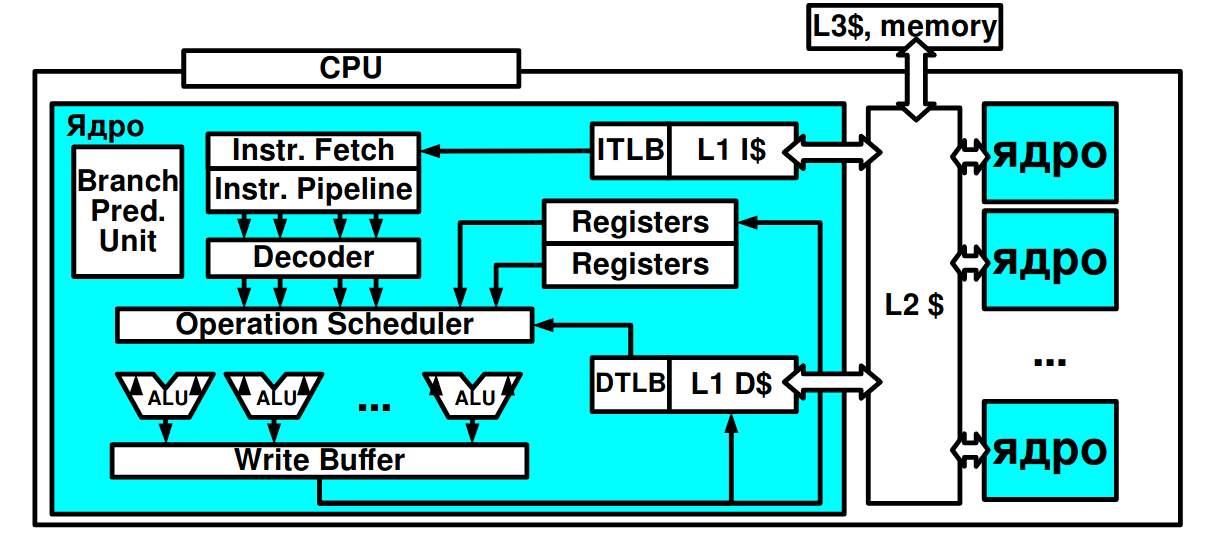 L3$, memory
CPU
Ядро
Branch
Pred.
Unit
Instr. Fetch
Instr. Pipeline
Decoder
ITLB
L1 I$
Registers
Registers
Operation Scheduler
DTLB
L1 D$
ALU
ALU
...
ALU
Write Buffer
L2 $
ядро
ядро
...
ядро